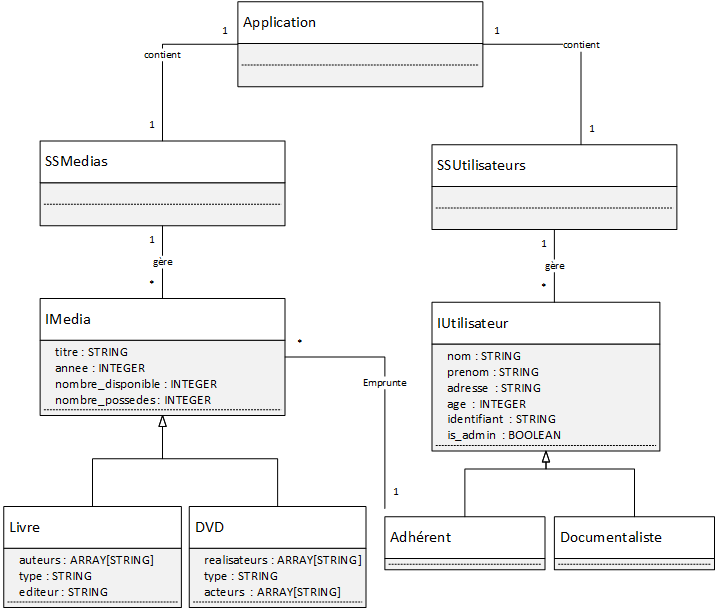 Application
1
1
contient
contient
1
1
SSMedias
SSUtilisateurs
1
1
gère
gère
*
*
IMedia
titre : STRING
annee : INTEGER
nombre_disponible : INTEGER
nombre_possedes: INTEGER
IUtilisateur
nom : STRING
prenom : STRING
adresse : STRING
age : INTEGER
identifiant : STRING
is_admin : BOOLEAN
*
Emprunte
1
Livre
auteurs : ARRAY[STRING]
type : STRING
editeur : STRING
DVD
realisateurs : ARRAY[STRING]
type : STRING
acteurs : ARRAY[STRING]
Adhérent
Documentaliste